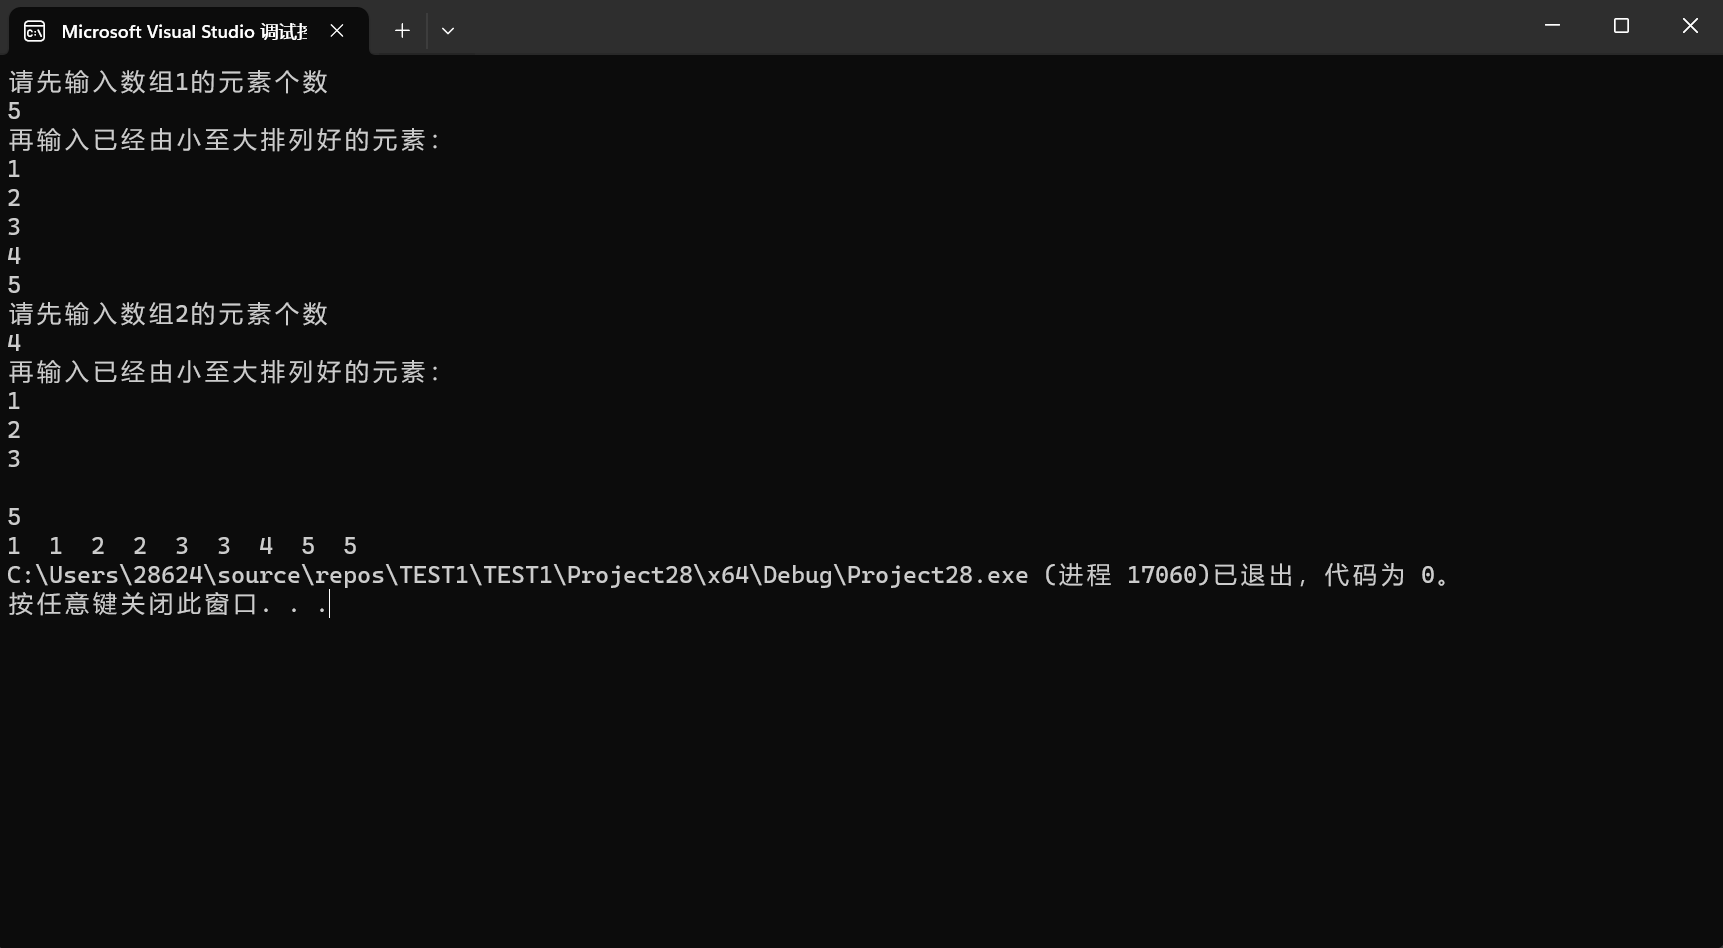 Microsoft Visual Studio 调试
请先输入数组1的元素个数
5
再输入已经由小至大排列好的元素:
1
2
3
4
5
请先输入数组2的元素个数
4
再输入已经由小至大排列好的元素:
1
2
3
5
1  1  2  2  3  3  4  5  5
C:\Users\28624\source\repos\TEST1\TEST1\Project28\x64\Debug\Project28.exe (进程 17060)已退出，代码为 0。
按任意键关闭此窗口. . .